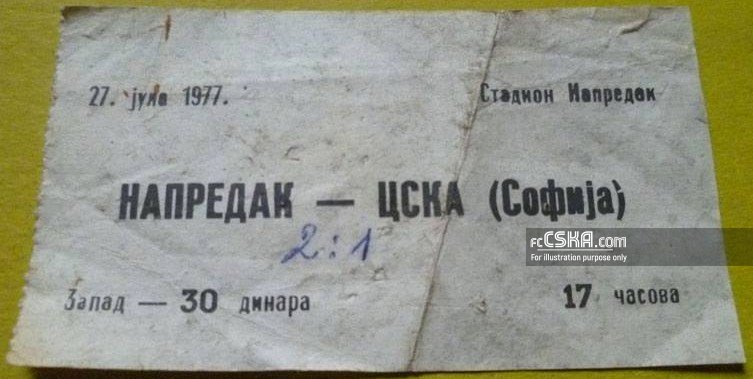 27. јула 1977.
Стадион Напредак
НАПРЕДАК — ЦСКА (Софија)
2:1
fcCSKA.com
For illustration purpose only
Запад — 30 динара
17 часова